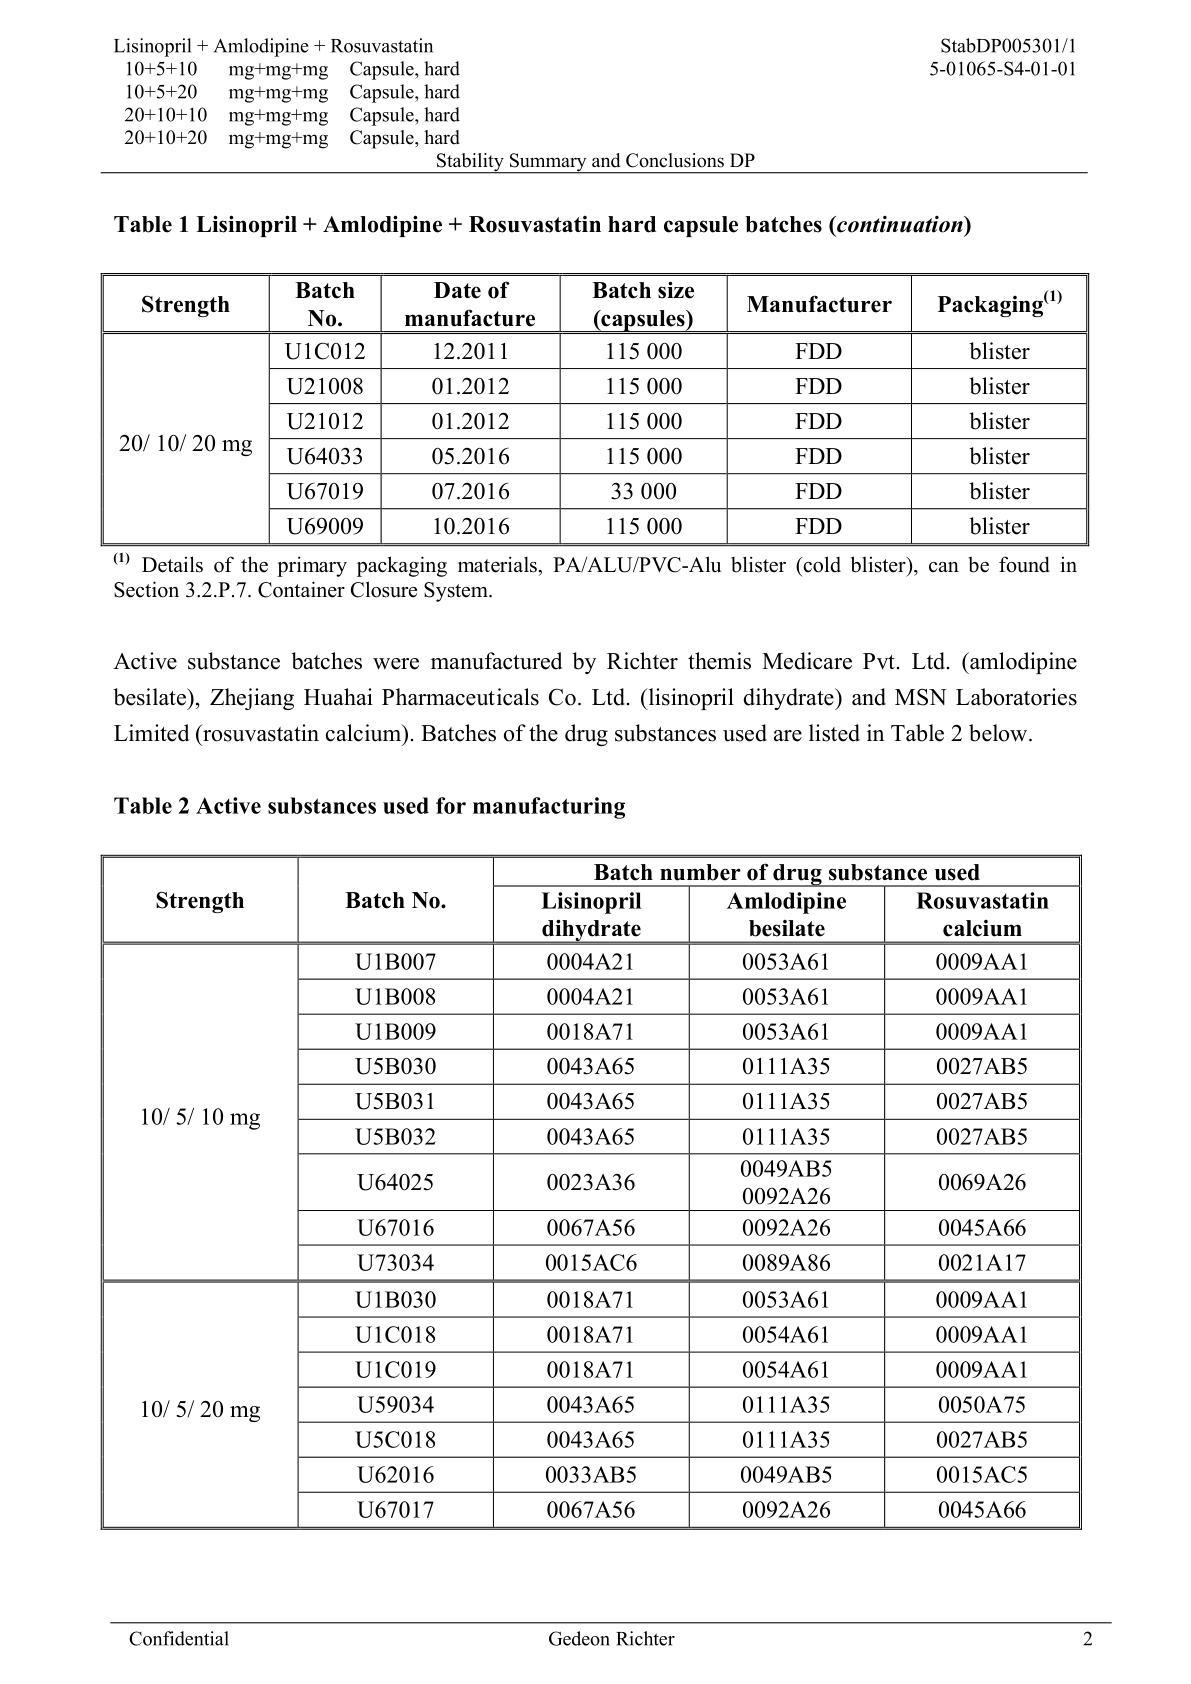 Lisinopril + Amlodipine + Rosuvastatin StabDP005301/1
10+5+10 mg+mg+mg Capsule, hard 5-01065-S4-01-01
10+5+20 mg+mg+mg Capsule, hard
20+10+10 mg+mg+mg Capsule, hard
20+10+20 mg+mg+mg Capsule, hard
Stability Summary and Conclusions DP
Table 1 Lisinopril + Amlodipine + Rosuvastatin hard capsule batches (continuation)
Strength Batch No. Date of manufacture Batch size (capsules) Manufacturer Packaging(1)
20/ 10/ 20 mg
U1C012 12.2011 115 000 FDD blister
U21008 01.2012 115 000 FDD blister
U21012 01.2012 115 000 FDD blister
U64033 05.2016 115 000 FDD blister
U67019 07.2016 33 000 FDD blister
U69009 10.2016 115 000 FDD blister
(1) Details of the primary packaging materials, PA/ALU/PVC-Alu blister (cold blister), can be found in
Section 3.2.P.7. Container Closure System.
Active substance batches were manufactured by Richter themis Medicare Pvt. Ltd. (amlodipine
besilate), Zhejiang Huahai Pharmaceuticals Co. Ltd. (lisinopril dihydrate) and MSN Laboratories
Limited (rosuvastatin calcium). Batches of the drug substances used are listed in Table 2 below.
Table 2 Active substances used for manufacturing
Strength Batch No. Batch number of drug substance used
Lisinopril dihydrate Amlodipine besilate Rosuvastatin calcium
10/ 5/ 10 mg
U1B007 0004A21 0053A61 0009AA1
U1B008 0004A21 0053A61 0009AA1
U1B009 0018A71 0053A61 0009AA1
U5B030 0043A65 0111A35 0027AB5
U5B031 0043A65 0111A35 0027AB5
U5B032 0043A65 0111A35 0027AB5
U64025 0023A36 0049AB5 0092A26 0069A26
U67016 0067A56 0092A26 0045A66
U73034 0015AC6 0089A86 0021A17
10/ 5/ 20 mg
U1B030 0018A71 0053A61 0009AA1
U1C018 0018A71 0054A61 0009AA1
U1C019 0018A71 0054A61 0009AA1
U59034 0043A65 0111A35 0050A75
U5C018 0043A65 0111A35 0027AB5
U62016 0033AB5 0049AB5 0015AC5
U67017 0067A56 0092A26 0045A66
Confidential Gedeon Richter 2